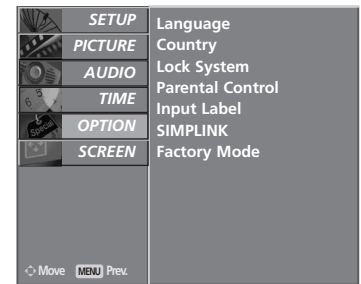 SETUP
PICTURE
AUDIO
TIME
OPTION
SCREEN
Language
Country
Lock System
Parental Control
Input Label
SIMPLINK
Factory Mode
Special
Move MENU Prev.